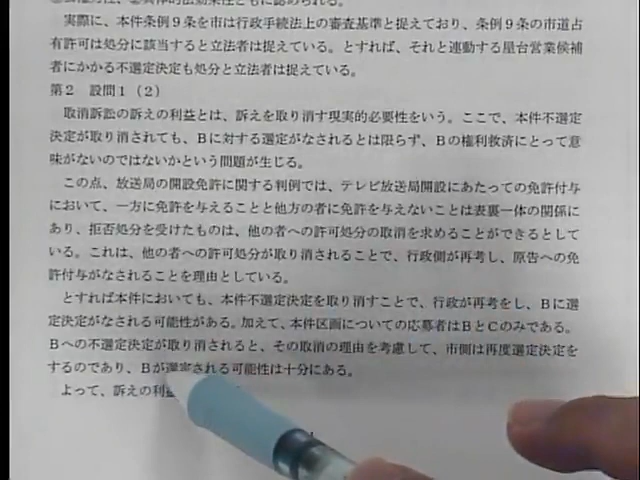 実際に、本件条例９条を市は行政手続法上の審査基準と捉えており、条例９条の市道占
有許可は処分に該当すると立法者は捉えている。とすれば、それと連動する屋台営業候補
者にかかる不選定決定も処分と立法者は捉えている。
第２　設問１（２）
取消訴訟の訴えの利益とは、訴えを取り消す現実的必要性をいう。ここで、本件不選定
決定が取り消されても、Ｂに対する選定がなされるとは限らず、Ｂの権利救済にとって意
味がないのではないかという問題が生じる。
この点、放送局の開設免許に関する判例では、テレビ放送局開設にあたっての免許付与
において、一方に免許を与えることと他方の者に免許を与えないことは表裏一体の関係に
あり、拒否処分を受けたものは、他の者への許可処分の取消を求めることができるとして
いる。これは、他の者への許可処分が取り消されることで、行政側が再考し、原告への免
許付与がなされることを理由としている。
とすれば本件においても、本件不選定決定を取り消すことで、行政が再考をし、Ｂに選
定決定がなされる可能性がある。加えて、本件区画についての応募者はＢとＣのみである。
Ｂへの不選定決定が取り消されると、その取消の理由を考慮して、市側は再度選定決定を
するのであり、Ｂが選定される可能性は十分にある。
よって、訴えの利益